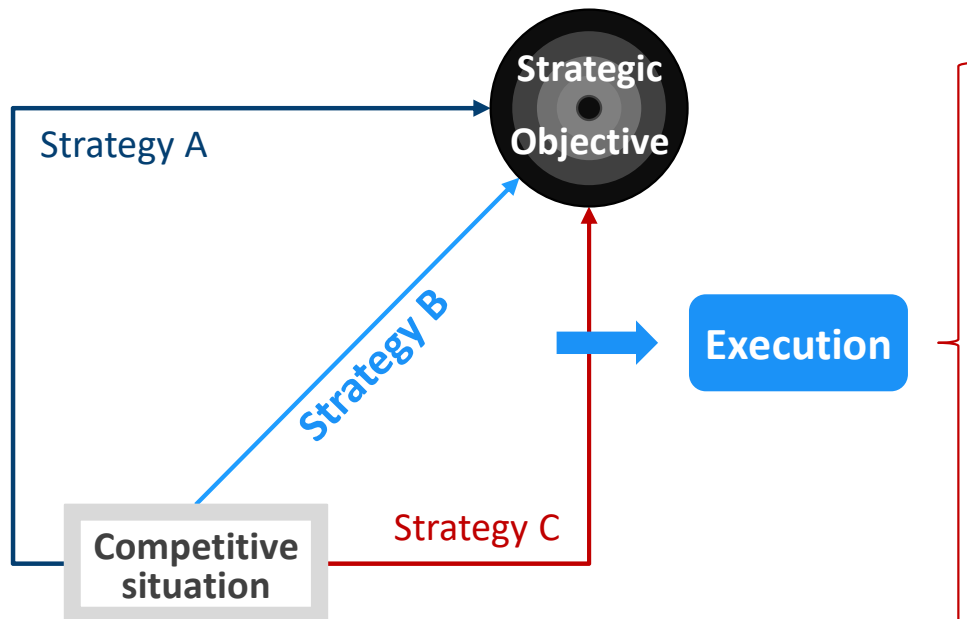 Strategic
Objective
Strategy A
Strategy B
Execution
Strategy C
Competitive
situation